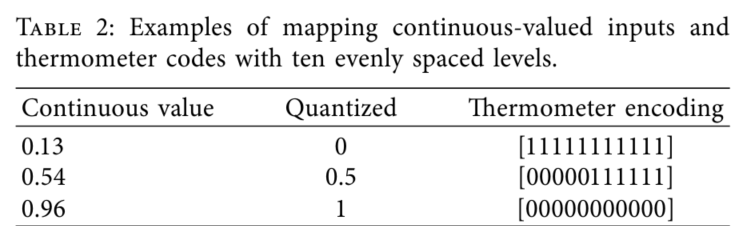 TABLE 2: Examples of mapping continuous-valued inputs and
thermometer codes with ten evenly spaced levels.
Continuous value Quantized Thermometer encoding
0.13 0 [11111111111]
0.54 0.5 [00000111111]
0.96 1 [00000000000]